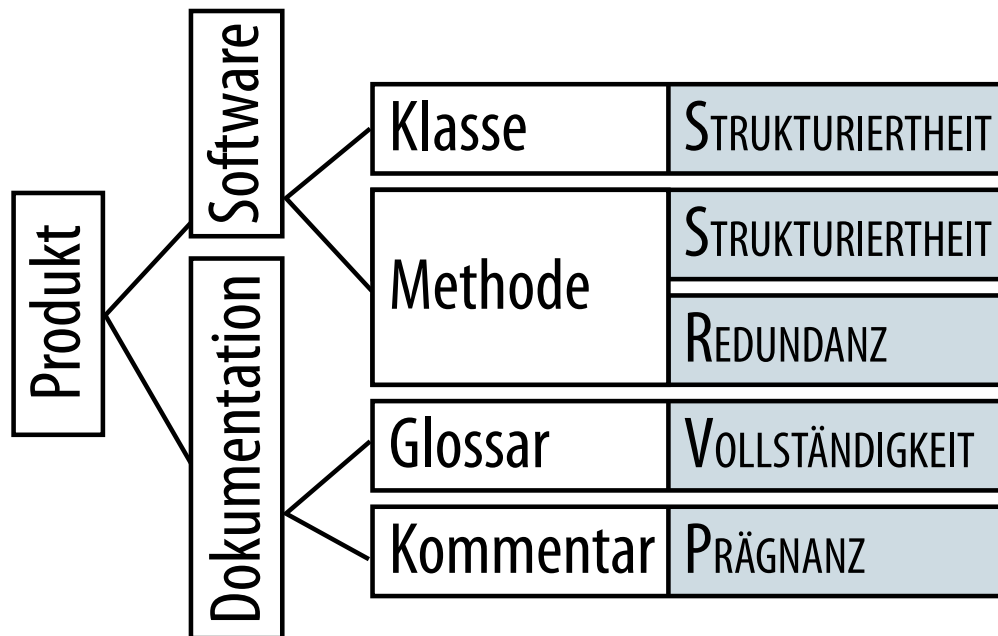 Produkt
Software
Klasse
STRUKTURIERTHEIT
Methode
STRUKTURIERTHEIT
REDUNDANZ
Dokumentation
Glossar
VOLLSTÄNDIGKEIT
Kommentar
PRÄGNANZ